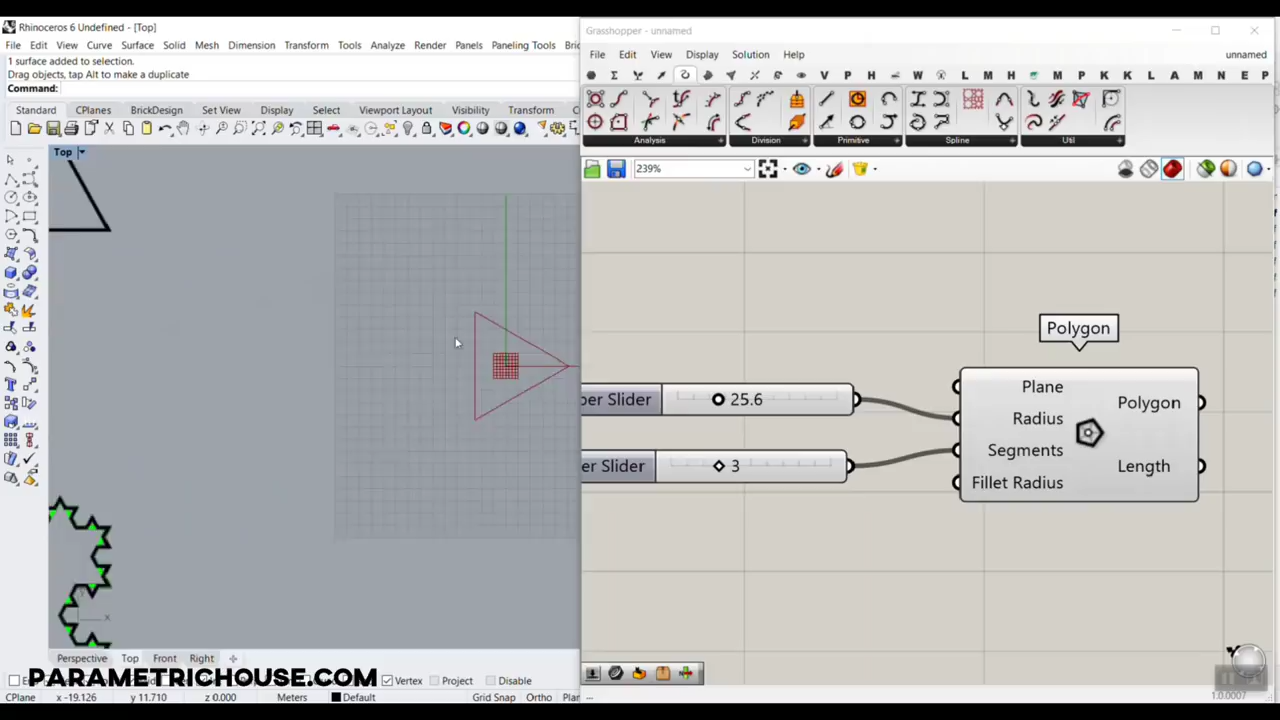 Rhinoceros 6 Undefined - [Top]
File Edit View Curve Surface Solid Mesh Dimension Transform Tools Analyze Render Panels Paneling Tools
1 surface added to selection.
Drag objects, tap Alt to make a duplicate
Command:
Standard CPlanes BrickDesign Set View Display Select Viewport Layout Visibility Transform
Top
x
Perspective Top Front Right
PARAMETRICHOUSE.COM
Vertex Project Disable
CPlane x -19.126 y 11.710 z 0.000 Meters Default Grid Snap Ortho
Grasshopper - unnamed
File Edit View Display Solution Help unnamed
V P H L M H M P K K L A M N E P
Analysis Division Primitive Spline Util
239%
Polygon
Slider 25.6
Slider 3
Plane
Radius
Segments
Fillet Radius
Polygon
Length
...
1.0.0007